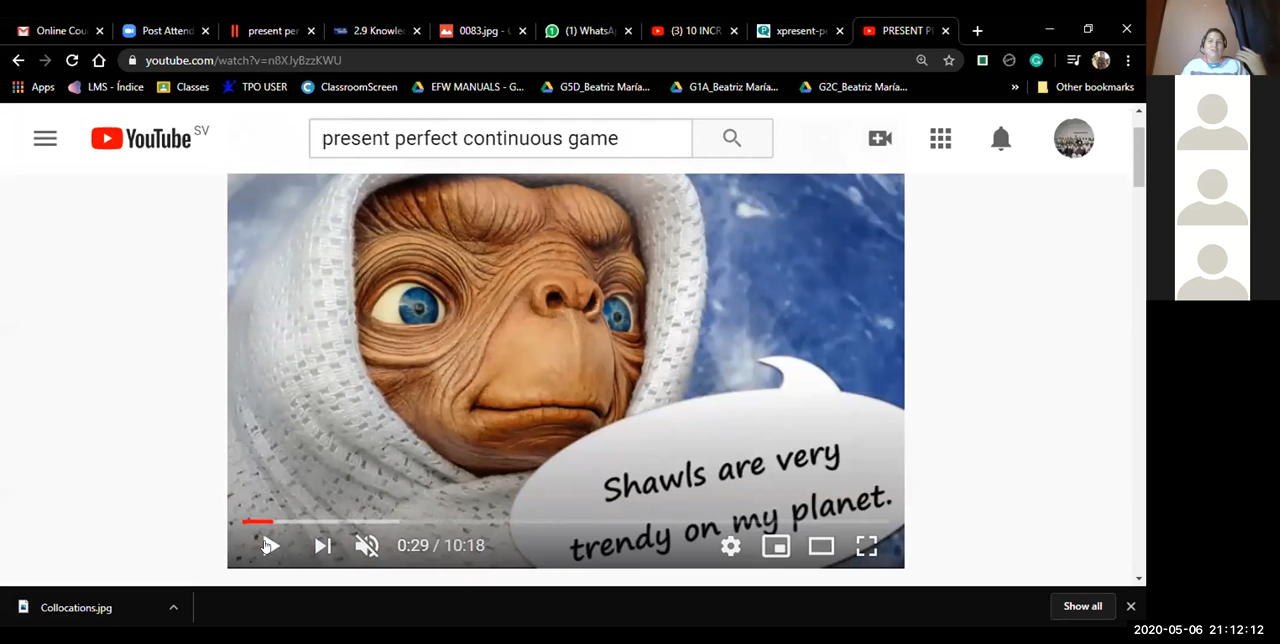 Online Cou
Post Attend
present per
2.9 Knowle
0083.jpg - G
(1) WhatsA
(3) 10 INCR
xpresent-p
PRESENT P
youtube.com/watch?v=n8XJyBzzKWU
Apps
LMS - Índice
Classes
TPO USER
ClassroomScreen
EFW MANUALS - G...
G5D_Beatriz María...
G1A_Beatriz María...
G2C_Beatriz María...
»
Other bookmarks
YouTube SV
present perfect continuous game
Shawls are very
trendy on my planet.
0:29 / 10:18
Collocations.jpg
Show all
2020-05-06 21:12:12